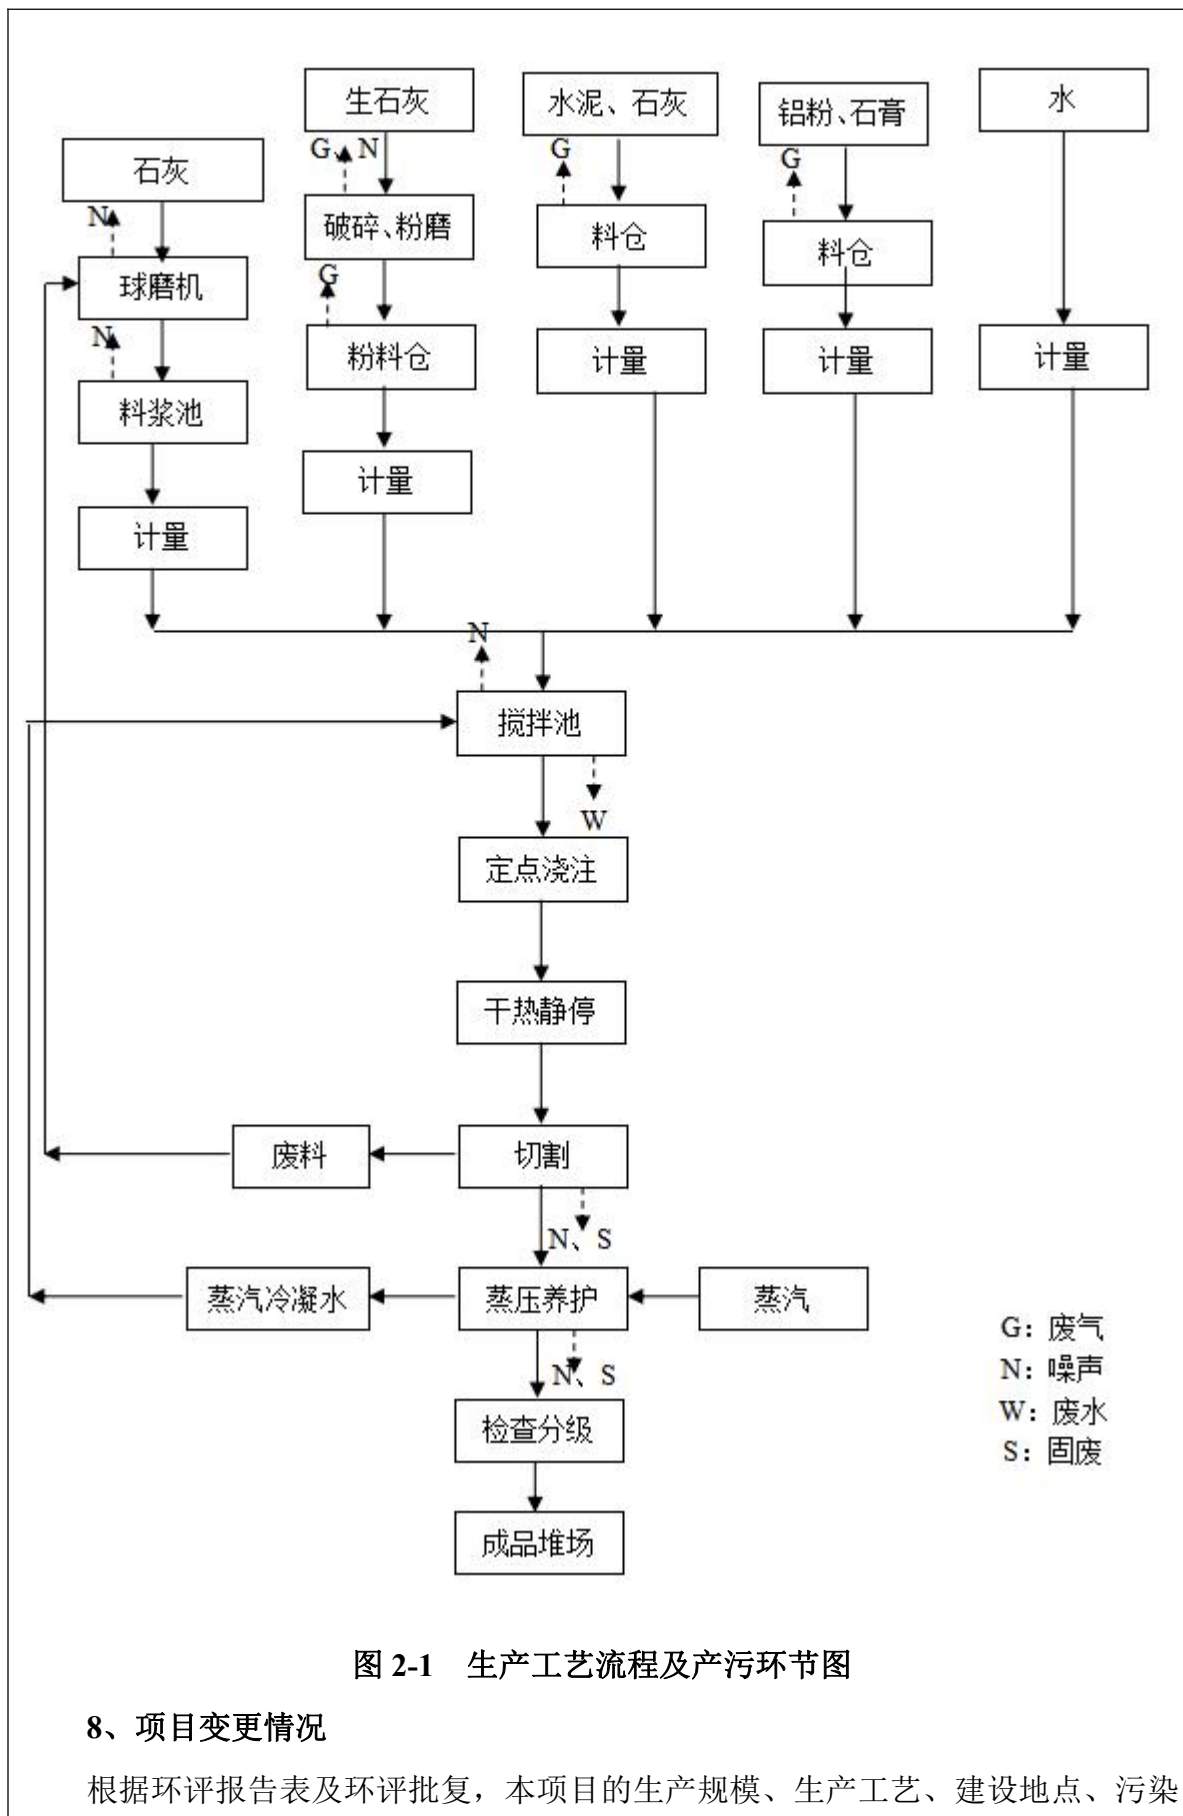 生石灰
水泥、石灰
铝粉、石膏
水
石灰
G、N
G
G
N
破碎、粉磨
料仓
料仓
球磨机
G
N
粉料仓
计量
计量
计量
料浆池
计量
计量
N
搅拌池
W
定点浇注
干热静停
废料
切割
N、S
蒸汽冷凝水
蒸压养护
蒸汽
N、S
G：废气
N：噪声
W：废水
S：固废
检查分级
成品堆场
图 2-1 生产工艺流程及产污环节图
8、项目变更情况
根据环评报告表及环评批复，本项目的生产规模、生产工艺、建设地点、污染